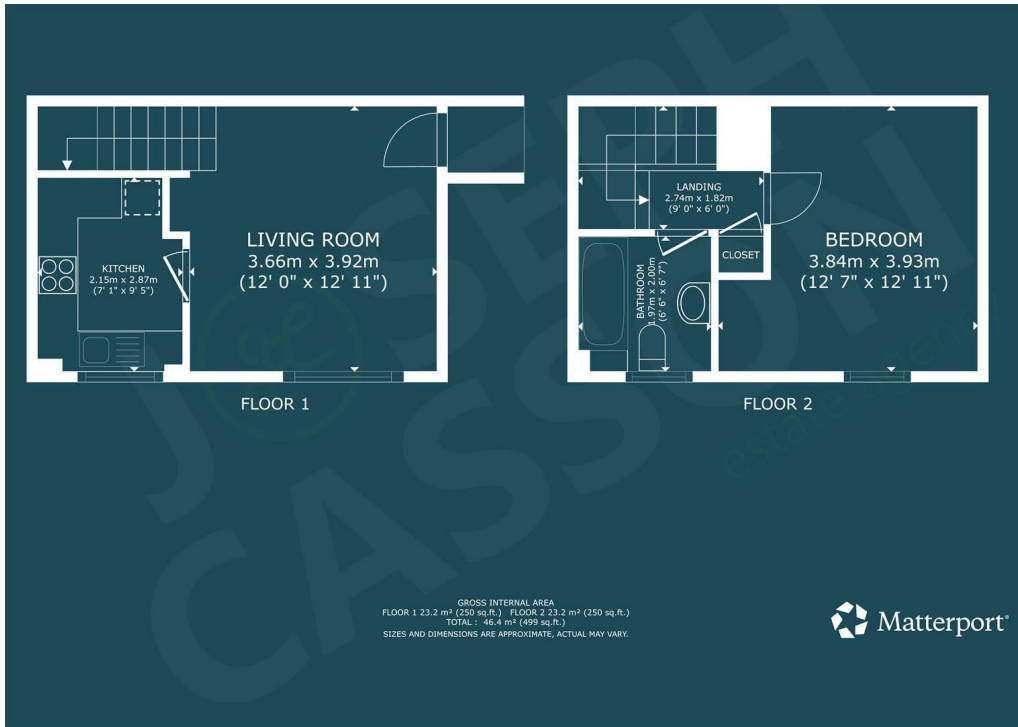 LIVING ROOM
3.66m x 3.92m
(12' 0" x 12' 11")
KITCHEN
2.15m x 2.87m
(7' 1" x 9' 5")
FLOOR 1
LANDING
2.74m x 1.82m
(9' 0" x 6' 0")
CLOSET
BEDROOM
3.84m x 3.93m
(12' 7" x 12' 11")
BATHROOM
1.97m x 2.00m
(6' 6" x 6' 7")
FLOOR 2
JOSEPH
CASSON
estate agency
GROSS INTERNAL AREA
FLOOR 1 23.2 m² (250 sq.ft.) FLOOR 2 23.2 m² (250 sq.ft.)
TOTAL : 46.4 m² (499 sq.ft.)
SIZES AND DIMENSIONS ARE APPROXIMATE, ACTUAL MAY VARY.
Matterport®